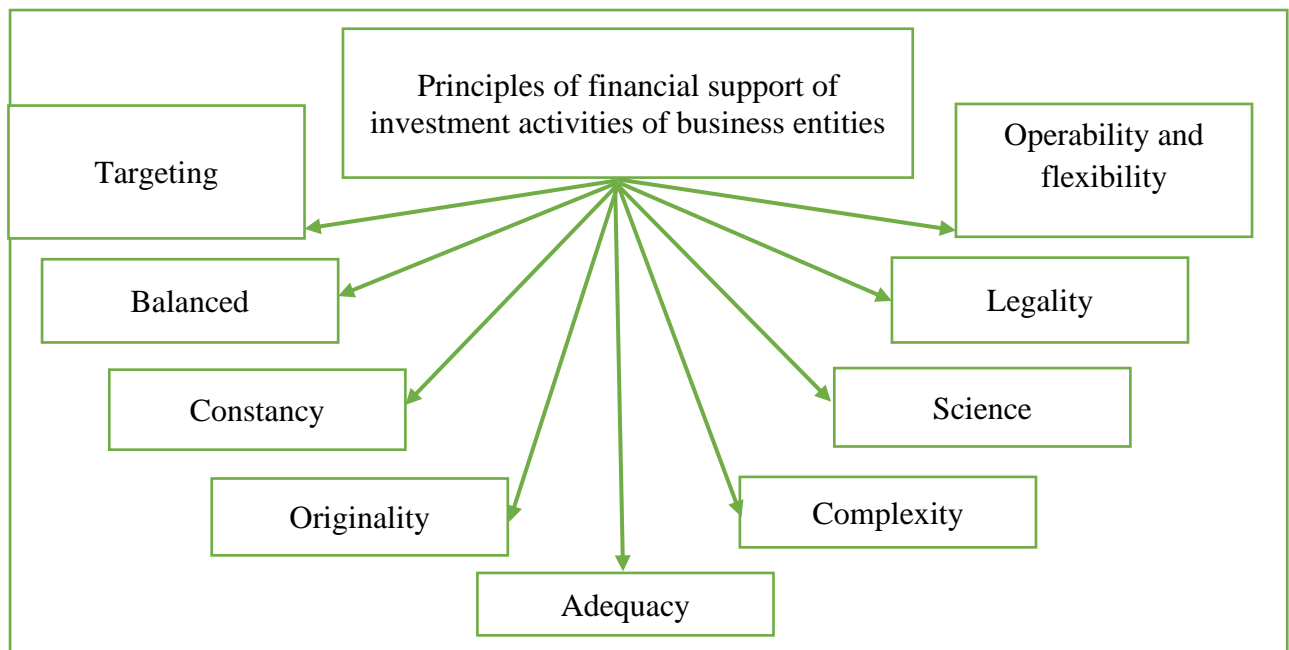 Principles of financial support of
investment activities of business entities
Targeting
Operability and
flexibility
Balanced
Legality
Constancy
Science
Originality
Complexity
Adequacy